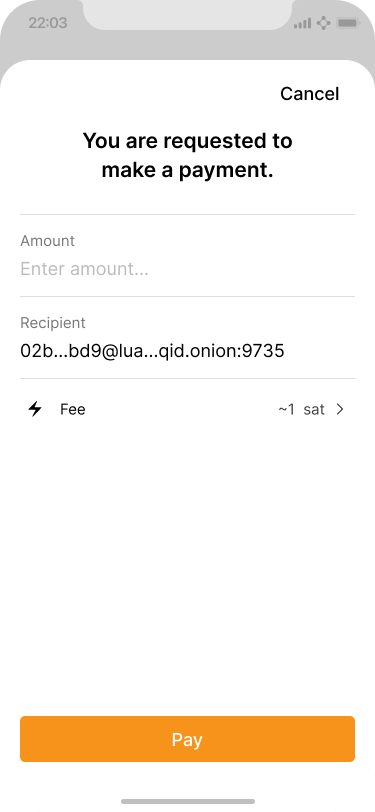 22:03
Cancel
You are requested to
make a payment.
Amount
Enter amount...
Recipient
02b...bd9@lua...qid.onion:9735
Fee ~1 sat
Pay